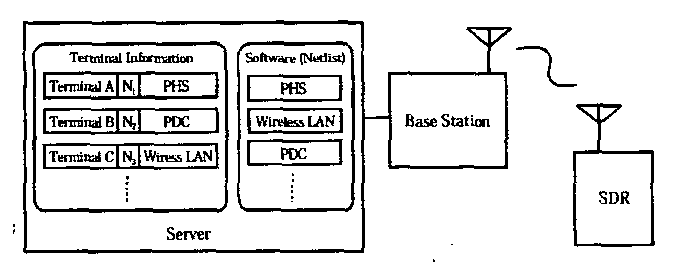 Terminal Information
Software (Netlist)
Terminal A N1 PHS
Terminal B N2 PDC
Terminal C N3 Wiress LAN
PHS
Wireless LAN
PDC
Server
Base Station
SDR